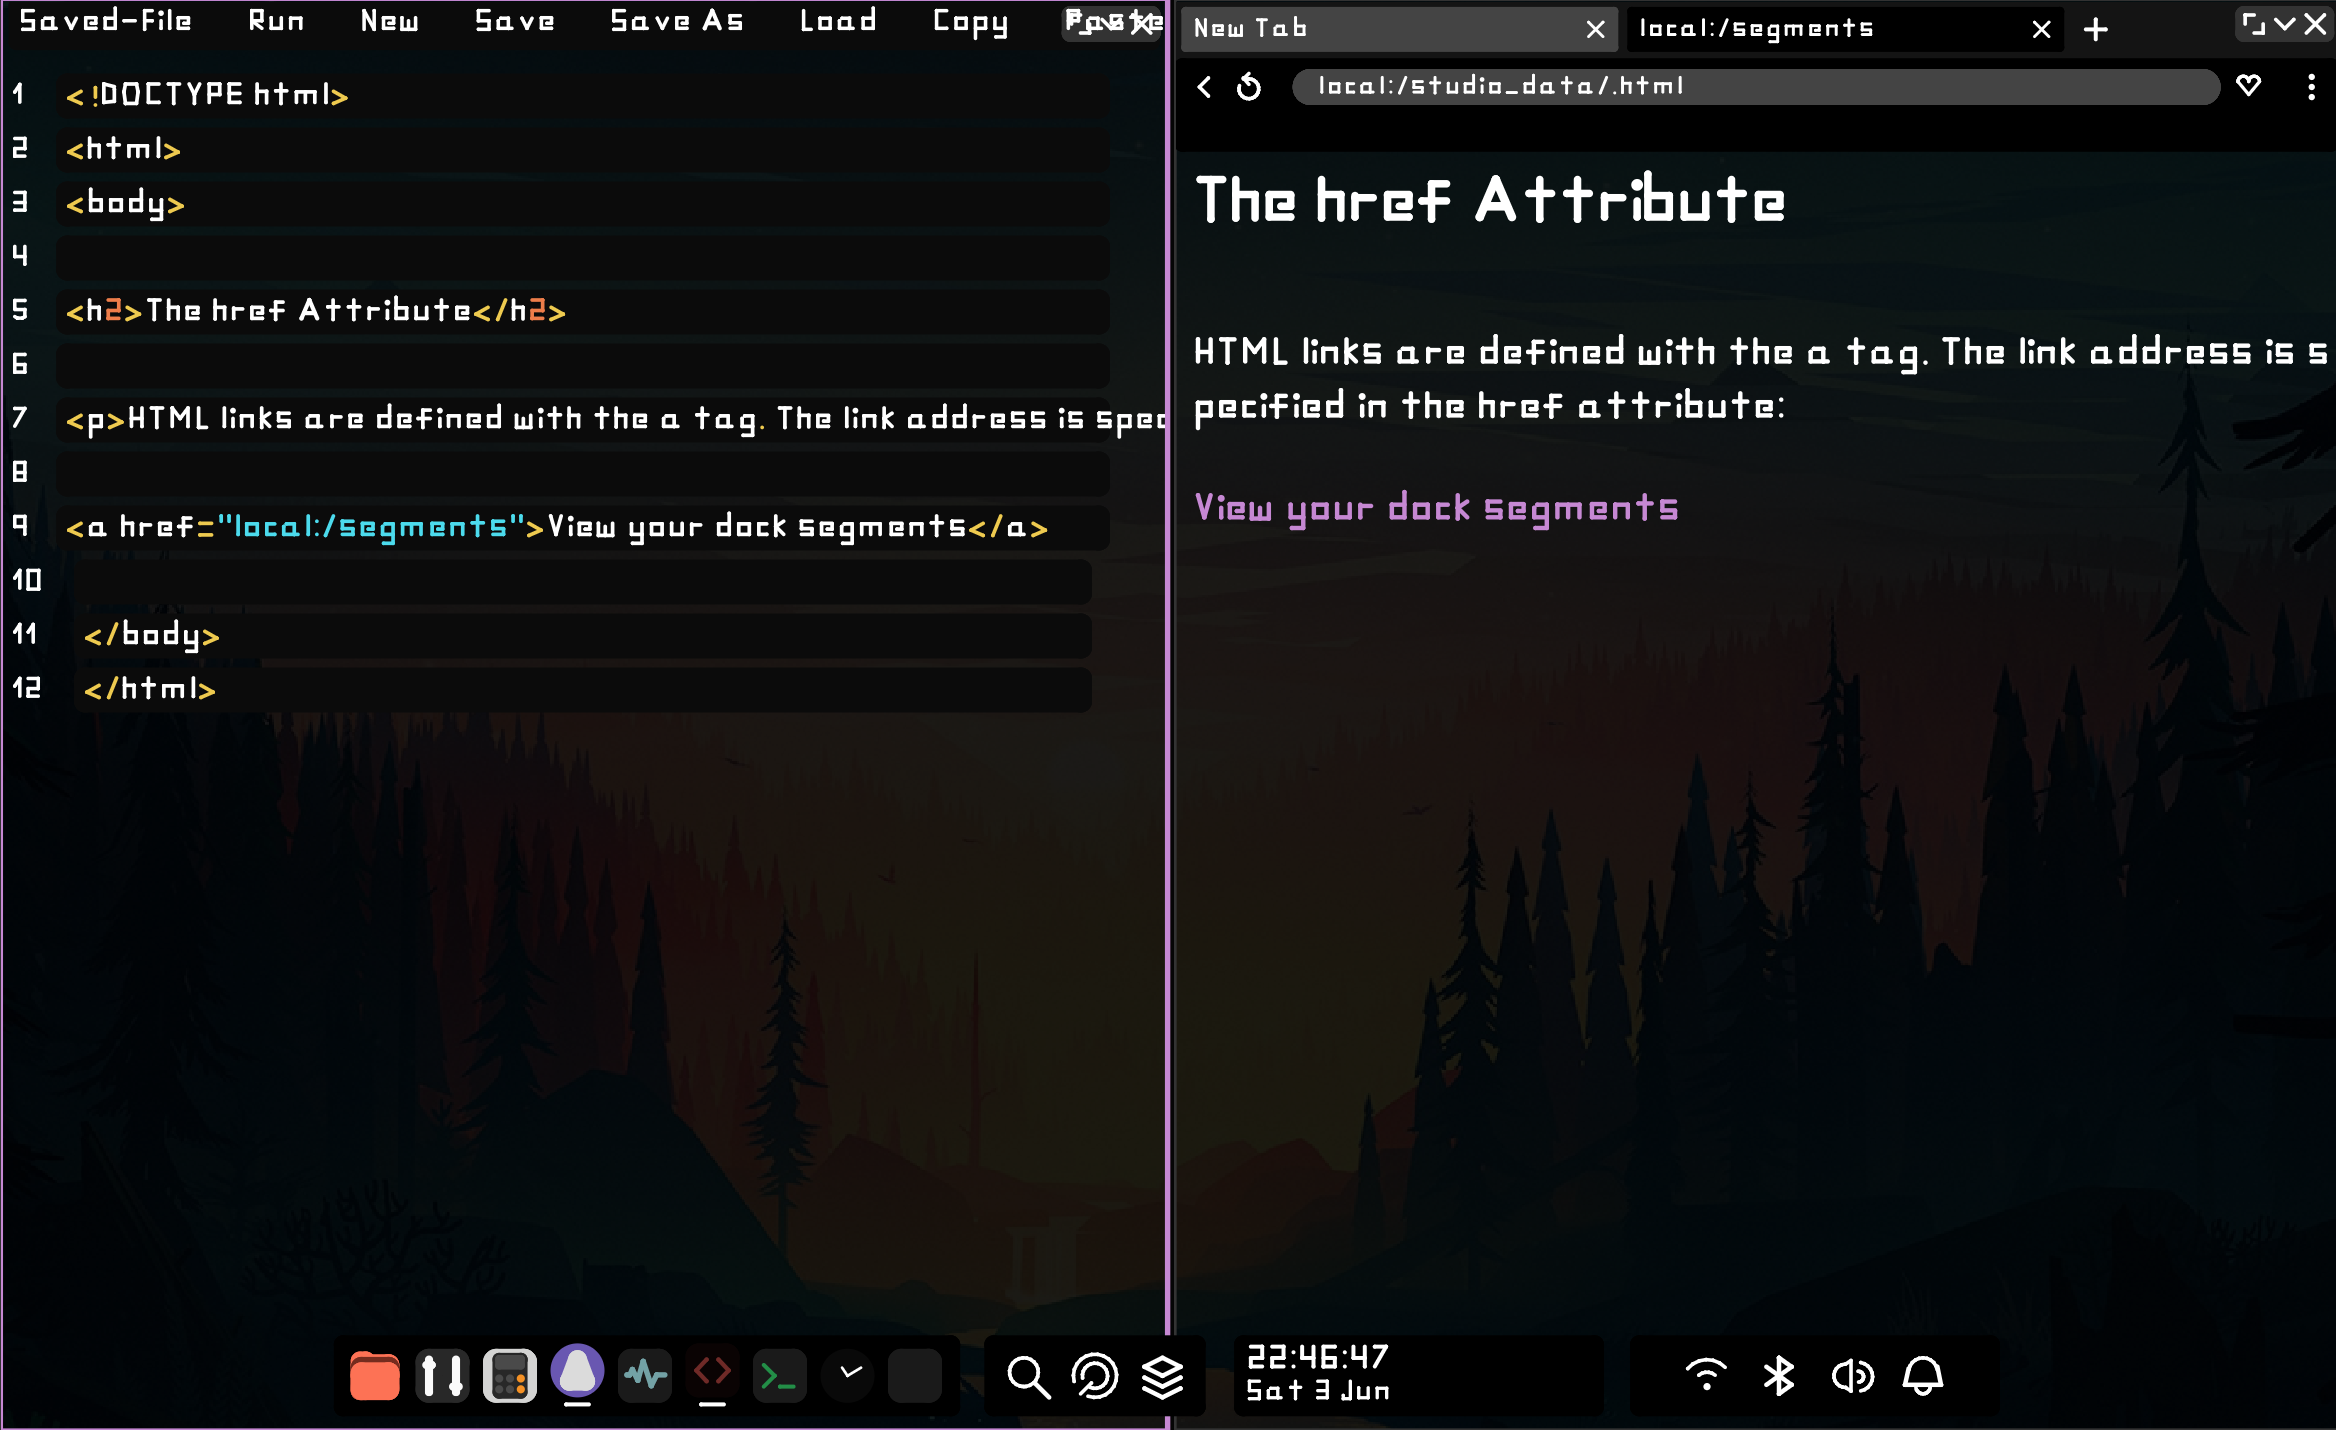 Saved-File Run New Save Save As Load Copy Paste
1 <!DOCTYPE html>
2 <html>
3 <body>
4
5 <h2>The href Attribute</h2>
6
7 <p>HTML links are defined with the a tag. The link address is spec
8
9 <a href="local:/segments">View your dock segments</a>
10
11 </body>
12 </html>
New Tab
local:/segments
local:/studio_data/.html
The href Attribute
HTML links are defined with the a tag. The link address is s
pecified in the href attribute:
View your dock segments
22:46:47
Sat 3 Jun